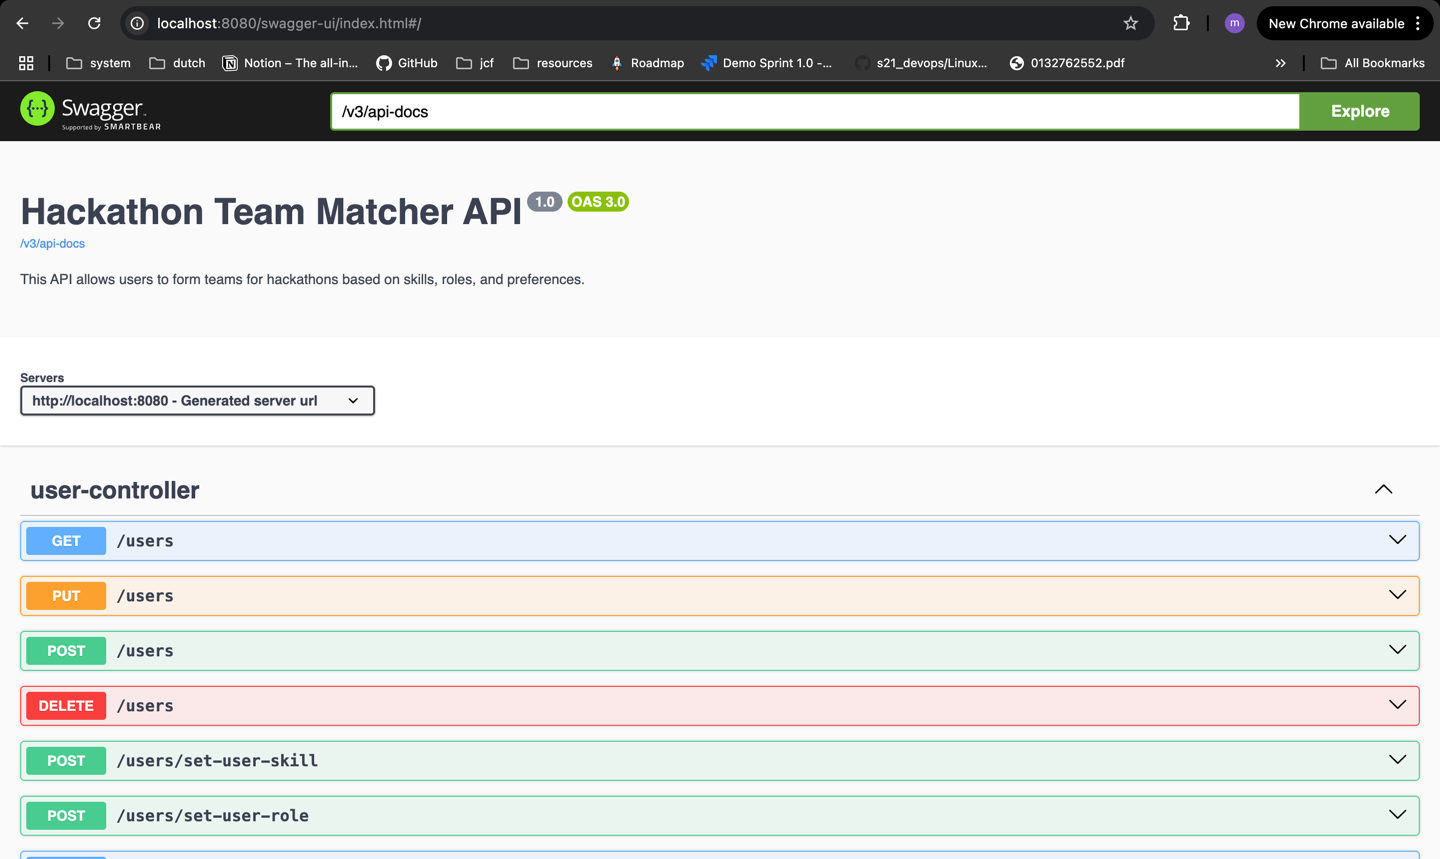 localhost:8080/swagger-ui/index.html#/
m
New Chrome available
system
dutch
Notion – The all-in...
GitHub
jcf
resources
Roadmap
Demo Sprint 1.0 -...
s21_devops/Linux...
0132762552.pdf
All Bookmarks
{···} Swagger.
Supported by SMARTBEAR
/v3/api-docs
Explore
Hackathon Team Matcher API 1.0 OAS 3.0
/v3/api-docs
This API allows users to form teams for hackathons based on skills, roles, and preferences.
Servers
http://localhost:8080 - Generated server url
user-controller
GET /users
PUT /users
POST /users
DELETE /users
POST /users/set-user-skill
POST /users/set-user-role